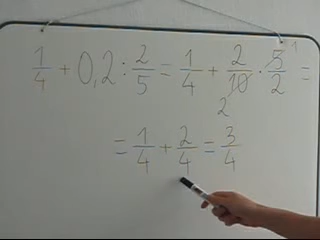 1/4 + 0,2 : 2/5 = 1/4 + 2/10 2 · 5/2 1 =
= 1/4 + 2/4 = 3/4